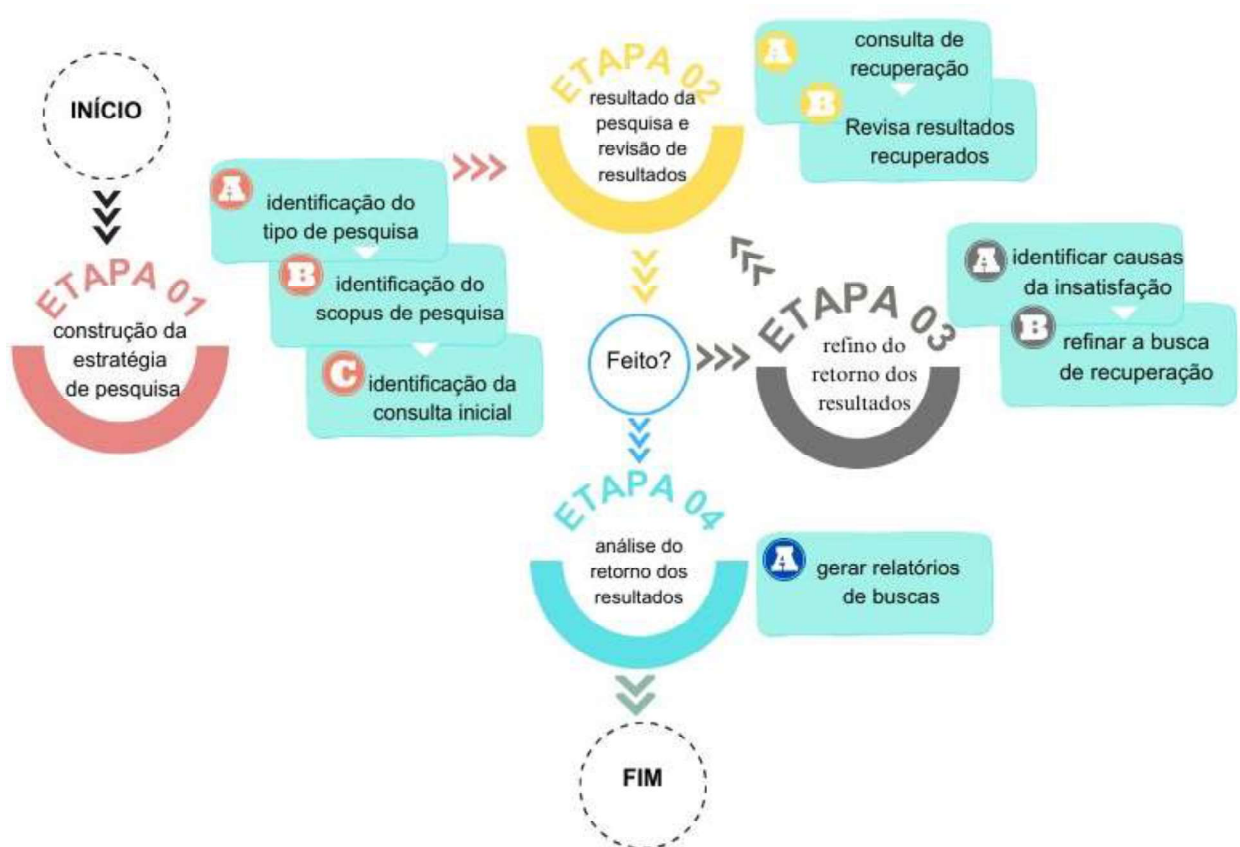 INÍCIO
ETAPA 01
construção da
estratégia
de pesquisa
A
identificação do
tipo de pesquisa
B
identificação do
scopus de pesquisa
C
identificação da
consulta inicial
ETAPA 02
resultado da
pesquisa e
revisão de
resultados
A
consulta de
recuperação
B
Revisa resultados
recuperados
Feito?
ETAPA 03
refino do
retorno dos
resultados
A
identificar causas
da insatisfação
B
refinar a busca
de recuperação
ETAPA 04
análise do
retorno dos
resultados
A
gerar relatórios
de buscas
FIM